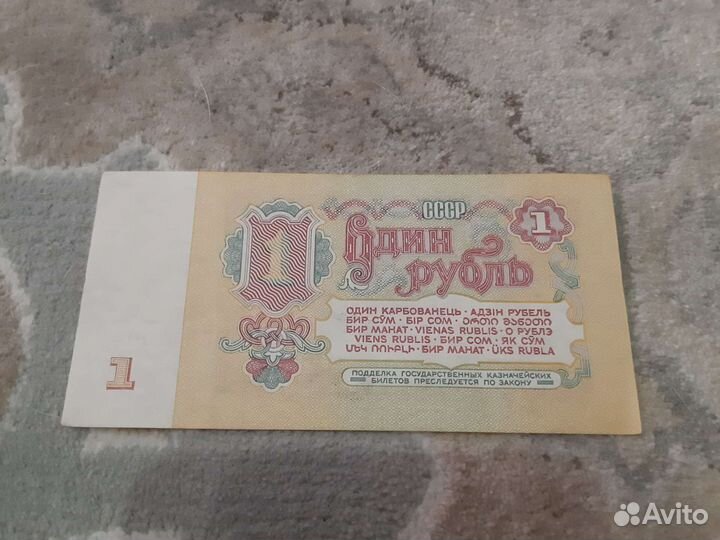 СССР
1
1
Один
рубль
ОДИН КАРБОВАНЕЦЬ · АДЗІН РУБЕЛЬ
БИР СЎМ · БІР СОМ · ᲔᲠᲗᲘ ᲛᲐᲜᲔᲗᲘ
БИР МАНАТ · VIENAS RUBLIS · О РУБЛЭ
VIENS RUBLIS · БИР СОМ · ЯК СЎМ
ՄԵԿ ՌՈՒԲԼԻ · БИР МАНАТ · ÜKS RUBLA
ПОДДЕЛКА ГОСУДАРСТВЕННЫХ КАЗНАЧЕЙСКИХ
БИЛЕТОВ ПРЕСЛЕДУЕТСЯ ПО ЗАКОНУ
1
Avito